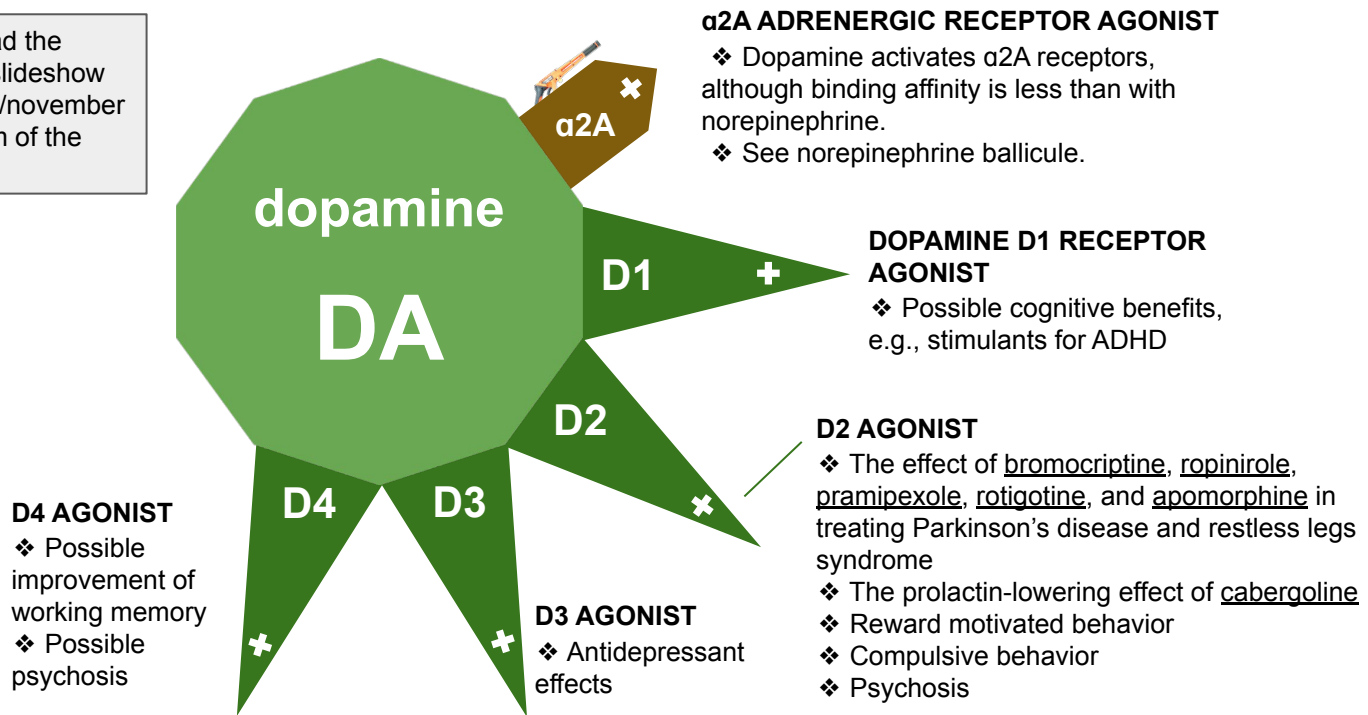 ad the
slideshow
/november
n of the
α2A ADRENERGIC RECEPTOR AGONIST
❖ Dopamine activates α2A receptors,
although binding affinity is less than with
norepinephrine.
❖ See norepinephrine ballicule.
α2A
dopamine
DA
D1
DOPAMINE D1 RECEPTOR
AGONIST
❖ Possible cognitive benefits,
e.g., stimulants for ADHD
D2
D2 AGONIST
❖ The effect of bromocriptine, ropinirole,
pramipexole, rotigotine, and apomorphine in
treating Parkinson’s disease and restless legs
syndrome
❖ The prolactin-lowering effect of cabergoline
❖ Reward motivated behavior
❖ Compulsive behavior
❖ Psychosis
D3
D3 AGONIST
❖ Antidepressant
effects
D4
D4 AGONIST
❖ Possible
improvement of
working memory
❖ Possible
psychosis